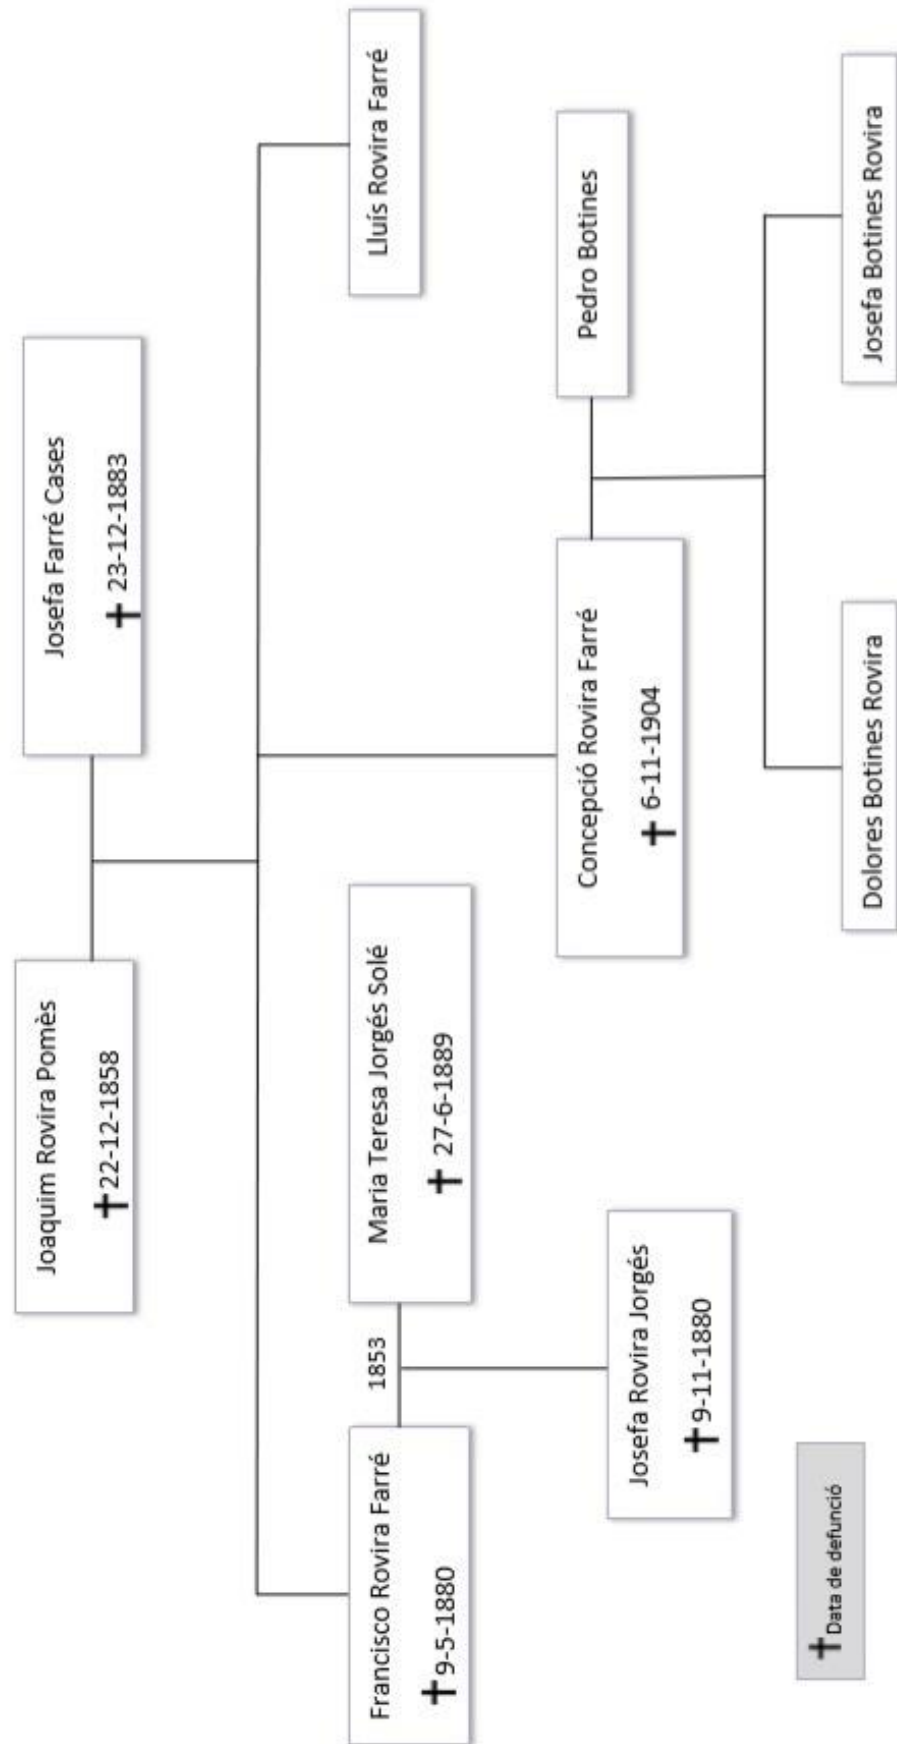 Joaquim Rovira Pomès
✝22-12-1858
Josefa Farré Cases
✝ 23-12-1883
Francisco Rovira Farré
✝9-5-1880
1853
Maria Teresa Jorgés Solé
✝ 27-6-1889
Lluís Rovira Farré
Josefa Rovira Jorgés
✝ 9-11-1880
Concepció Rovira Farré
✝ 6-11-1904
Pedro Botines
Dolores Botines Rovira
Josefa Botines Rovira
✝Data de defunció